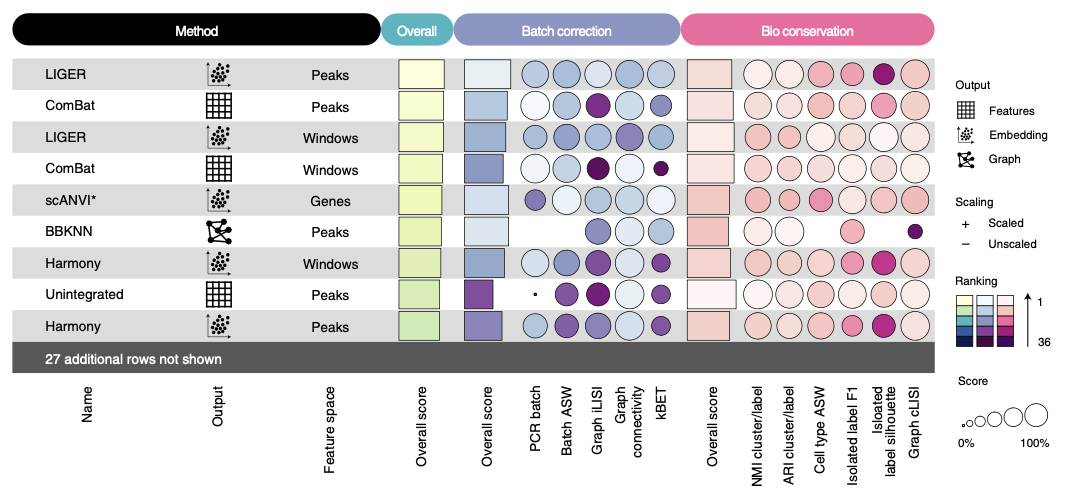 Method Overall Batch correction Bio conservation
LIGER Peaks
ComBat Peaks
LIGER Windows
ComBat Windows
scANVI* Genes
BBKNN Peaks
Harmony Windows
Unintegrated Peaks
Harmony Peaks
27 additional rows not shown
Name
Output
Feature space
Overall score
Overall score
PCR batch
Batch ASW
Graph iLISI
Graph
connectivity
kBET
Overall score
NMI cluster/label
ARI cluster/label
Cell type ASW
Isolated label F1
Isloated
label silhouette
Graph cLISI
Output
Features
Embedding
Graph
Scaling
+ Scaled
− Unscaled
Ranking
1
36
Score
0% 100%